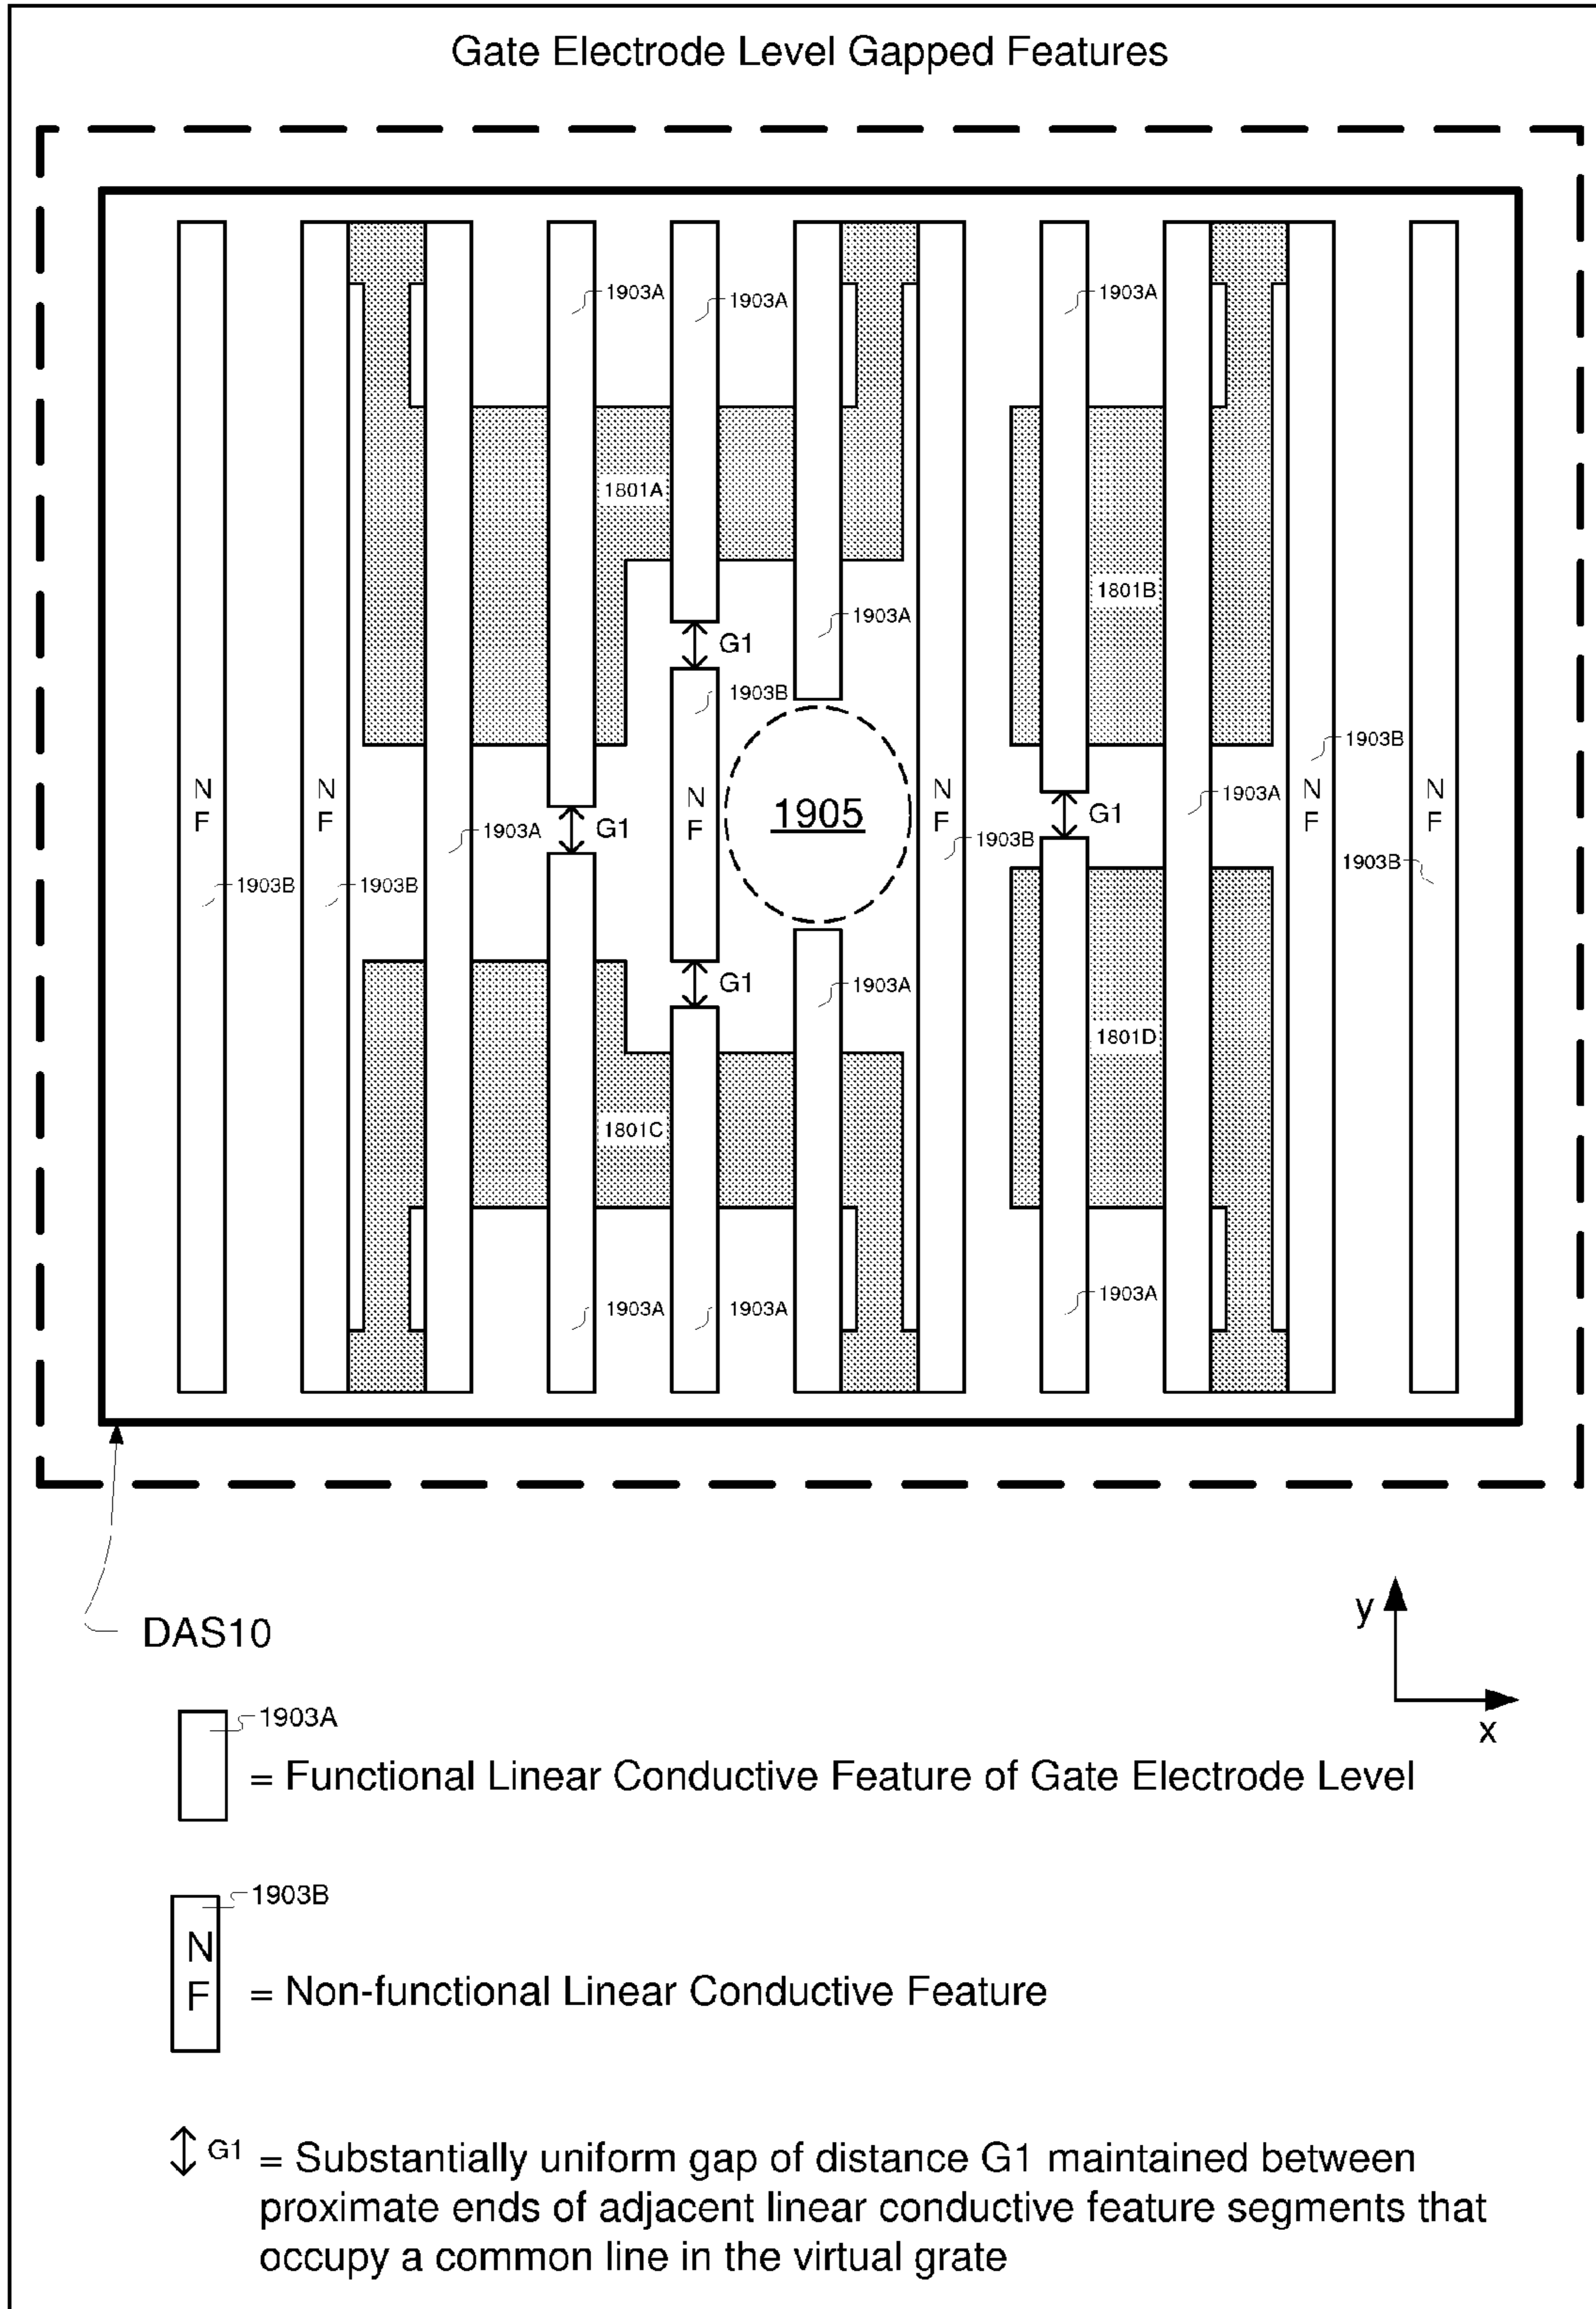 Gate Electrode Level Gapped Features
1903A
1903A
1903A
1801A
1801B
1903A
G1
1903B
1903B
N
F
N
F
N
F
1905
N
F
1903A
G1
N
F
N
F
1903A
G1
1903B
1903B
1903B
1903B
G1
1903A
1801D
1801C
1903A
1903A
1903A
DAS10
y
x
1903A
= Functional Linear Conductive Feature of Gate Electrode Level
1903B
N
F
= Non-functional Linear Conductive Feature
G1 = Substantially uniform gap of distance G1 maintained between
proximate ends of adjacent linear conductive feature segments that
occupy a common line in the virtual grate